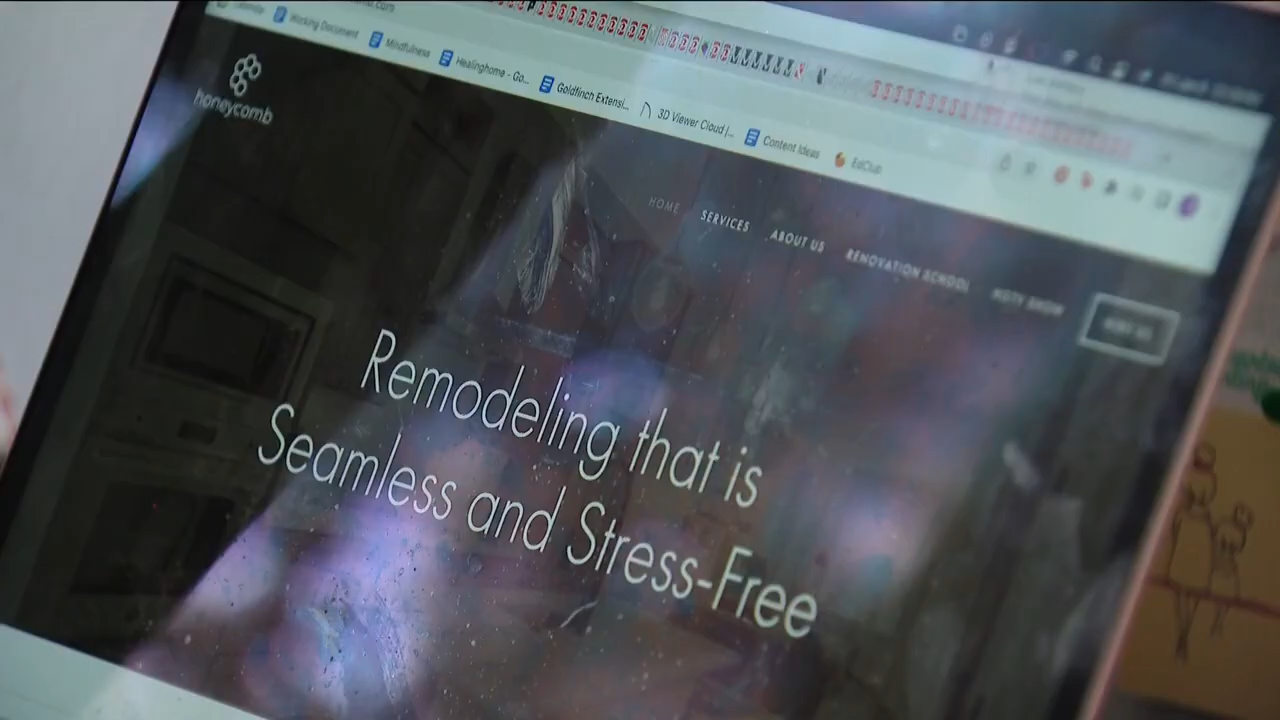 Working Document
Mindfulness
Healinghome - Go...
Goldfinch Extensi...
3D Viewer Cloud |...
Content Ideas
EdClub
honeycomb
HOME
SERVICES
ABOUT US
RENOVATION SCHOOL
Remodeling that is
Seamless and Stress-Free